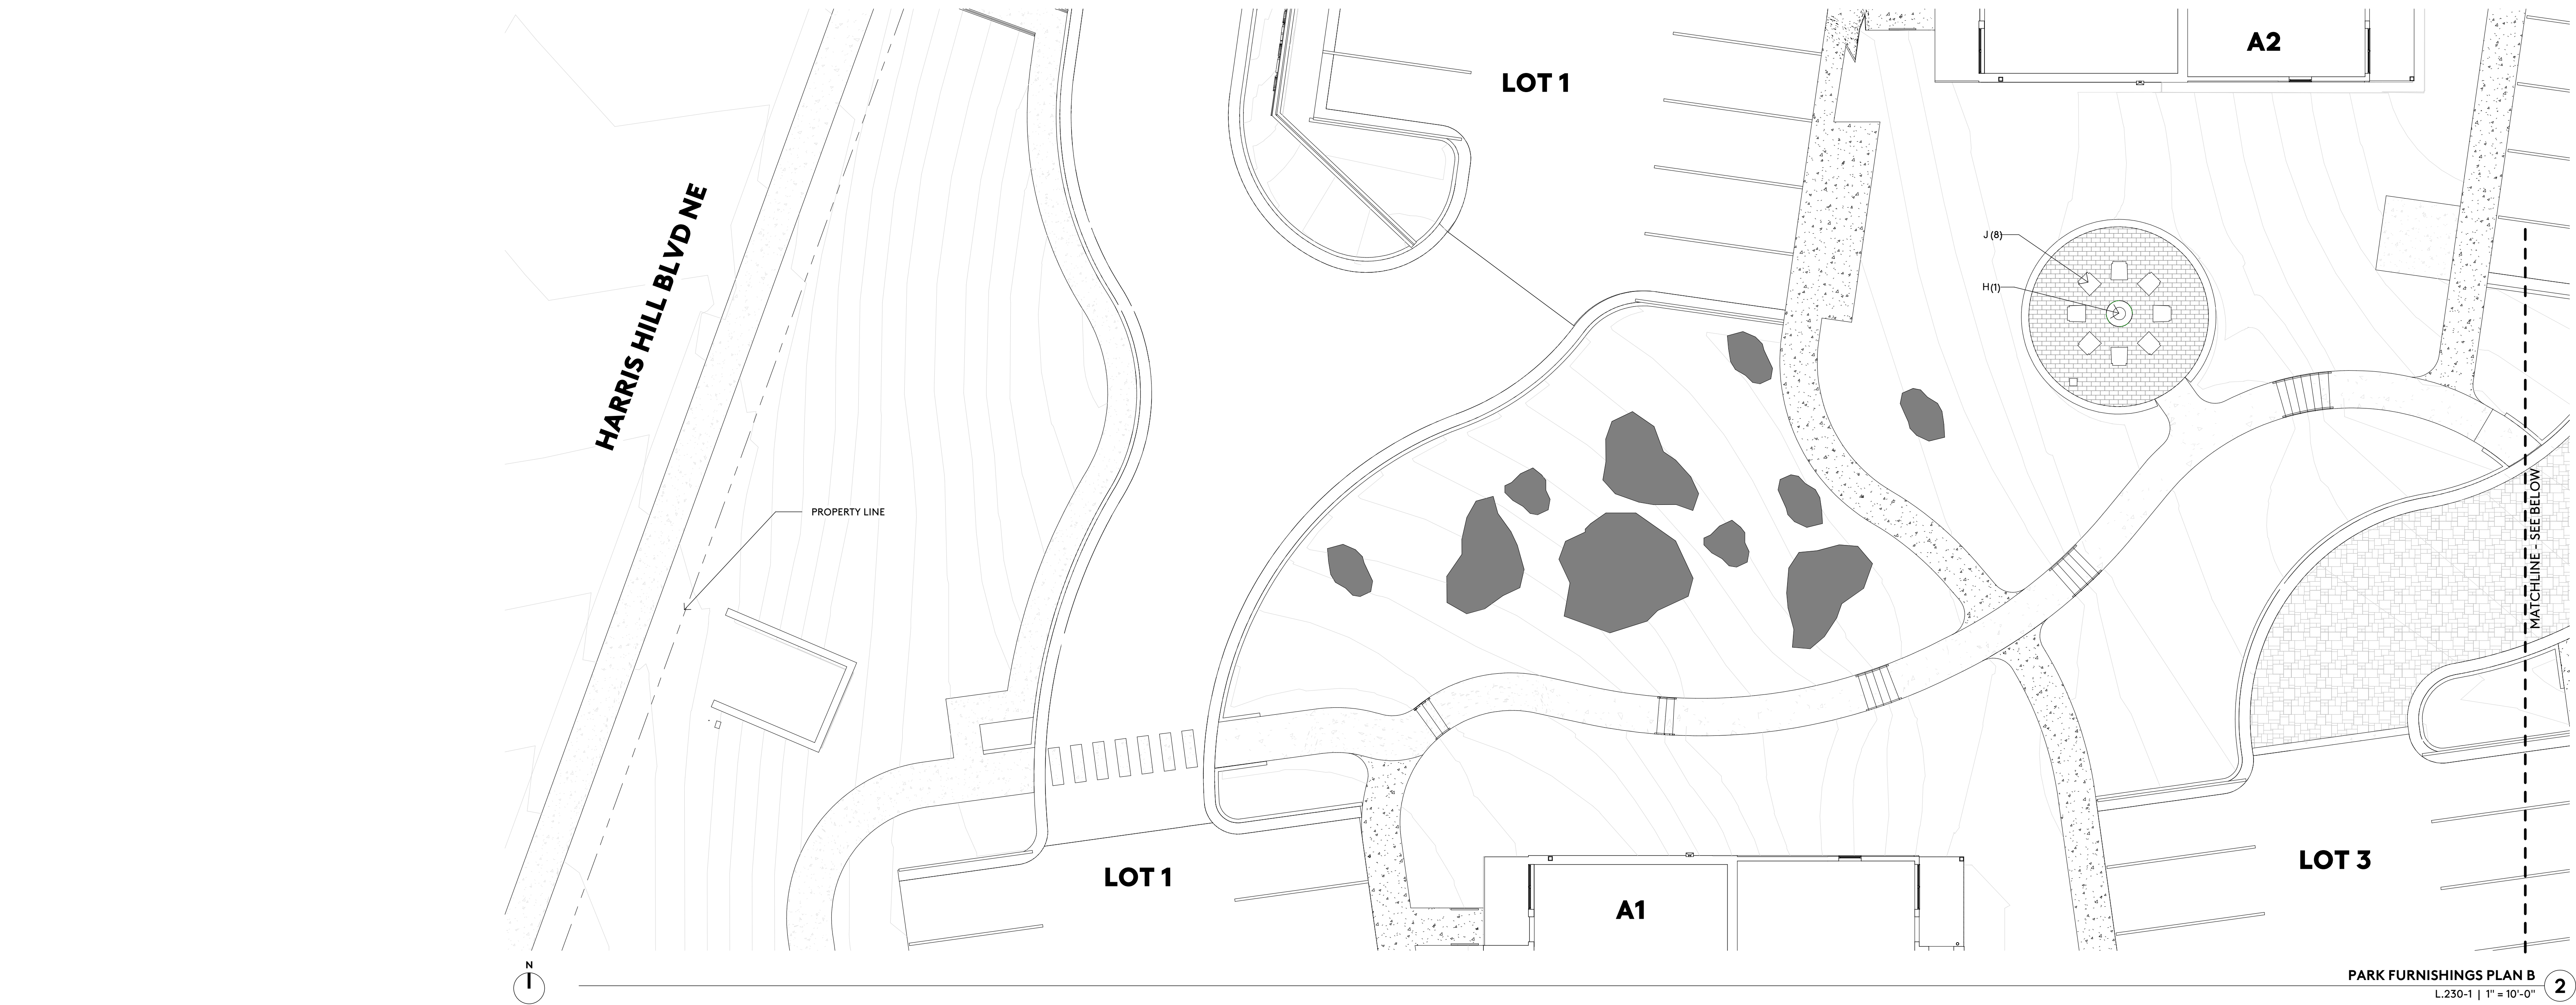 A2
LOT 1
HARRIS HILL BLVD NE
J (8)
H(1)
PROPERTY LINE
MATCHLINE - SEE BELOW
LOT 3
LOT 1
A1
N
PARK FURNISHINGS PLAN B
L.230-1 | 1" = 10'-0"
2